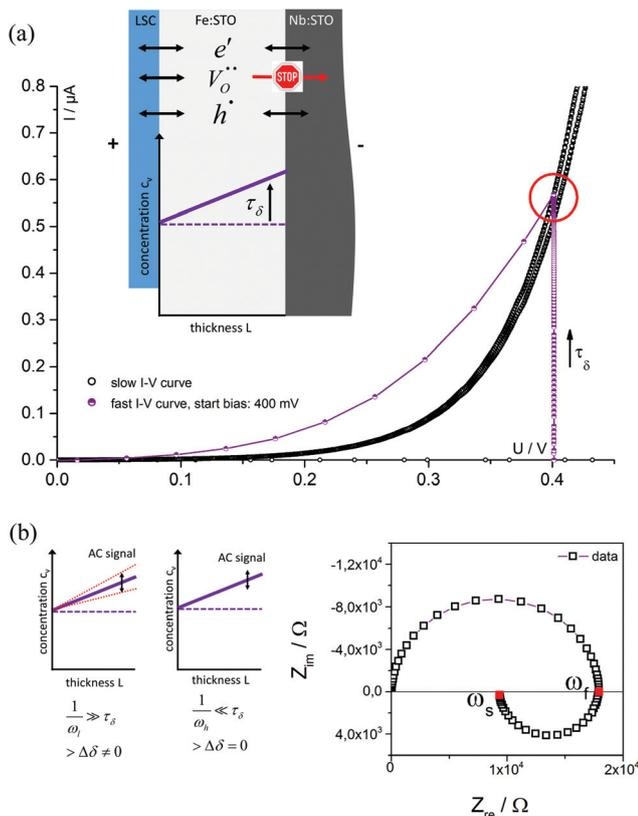 (a)
LSC Fe:STO Nb:STO
e′
V_O^{••} STOP
h^•
+ -
concentration c_v
τ_δ
thickness L
I / µA
0.8
0.7
0.6
0.5
0.4
0.3
0.2
0.1
0.0
slow I-V curve
fast I-V curve, start bias: 400 mV
τ_δ
U / V
0.0 0.1 0.2 0.3 0.4
(b)
AC signal
concentration c_v
thickness L
1/ω_l ≫ τ_δ
> Δδ ≠ 0
AC signal
concentration c_v
thickness L
1/ω_h ≪ τ_δ
> Δδ = 0
data
Z_im / Ω
-1,2x10^4
-8,0x10^3
-4,0x10^3
0,0
4,0x10^3
ω_s ω_f
0 1x10^4 2x10^4
Z_re / Ω